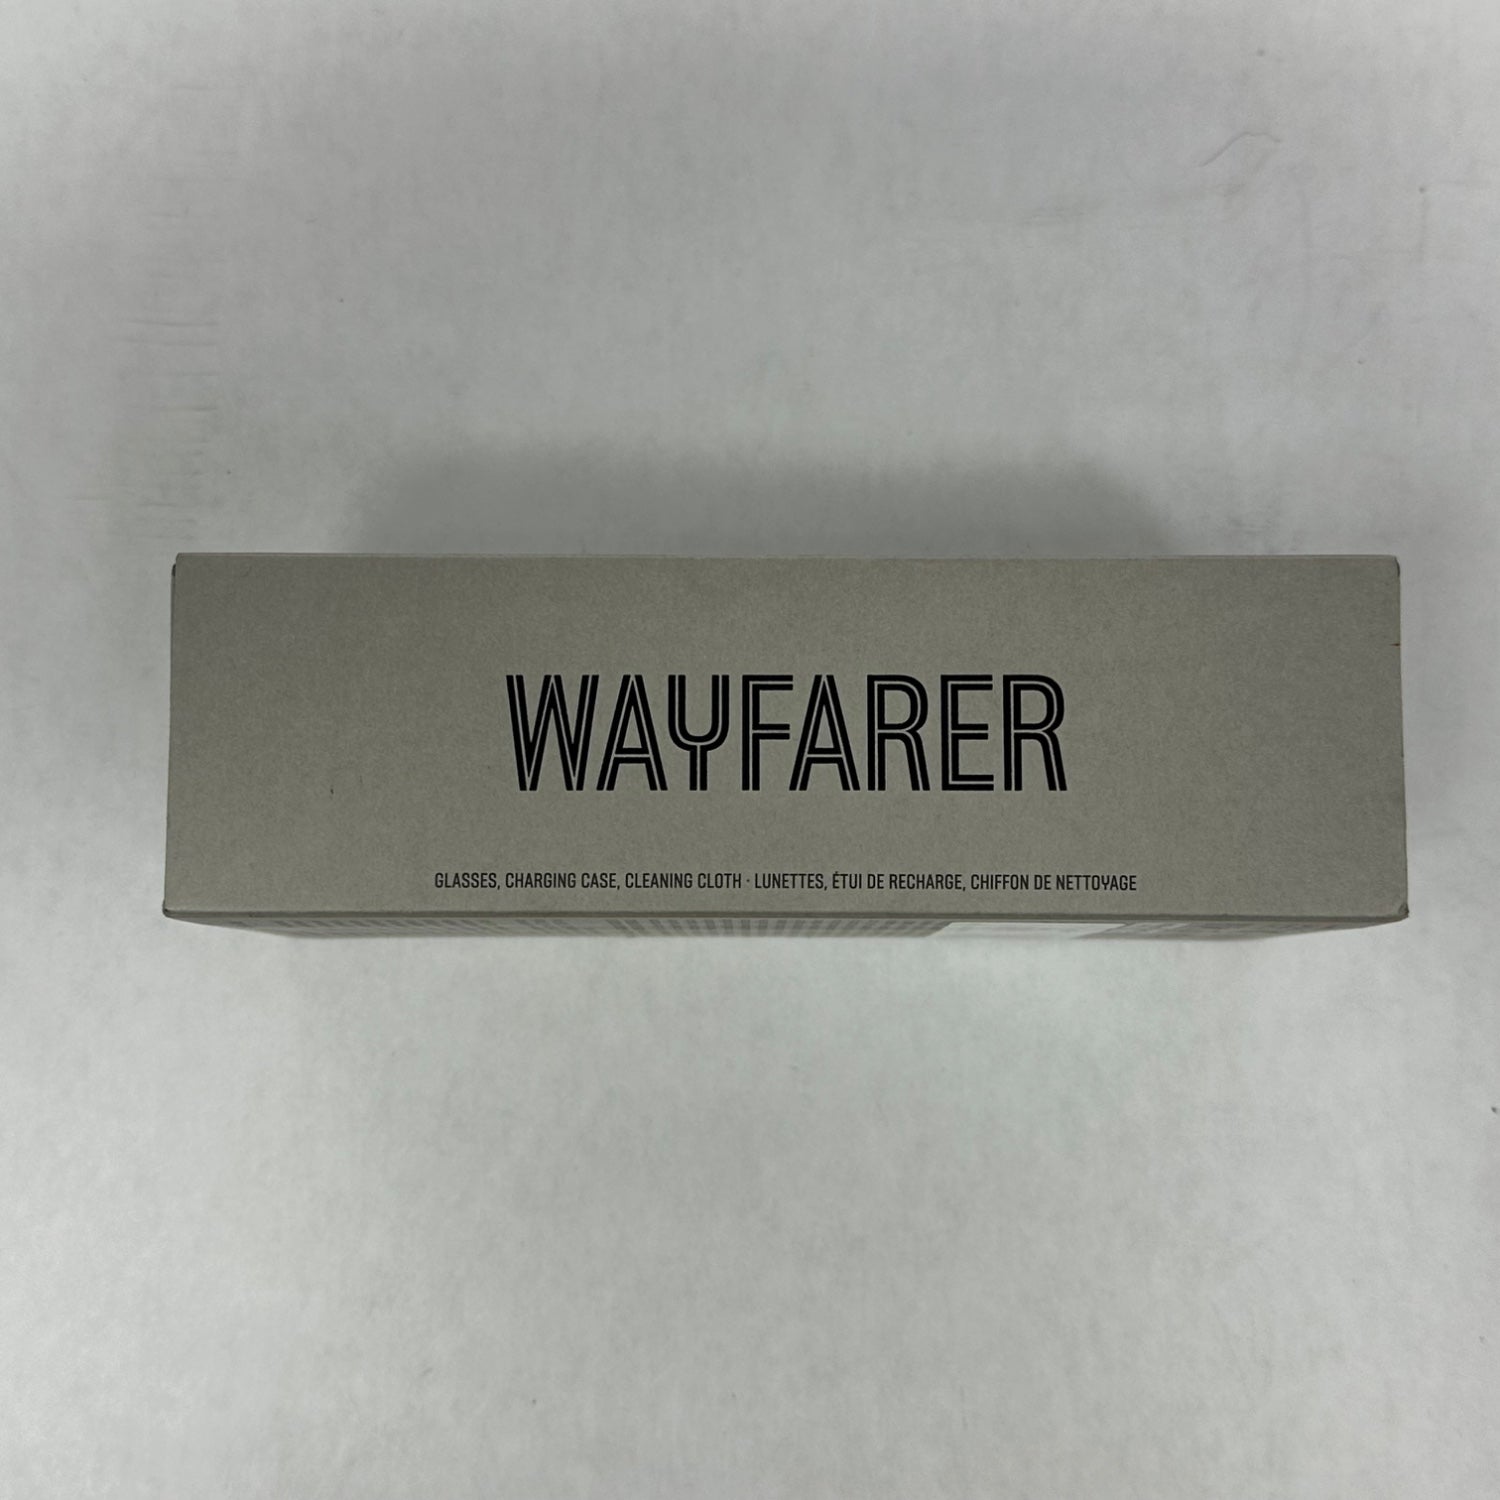 WAYFARER
GLASSES, CHARGING CASE, CLEANING CLOTH · LUNETTES, ÉTUI DE RECHARGE, CHIFFON DE NETTOYAGE